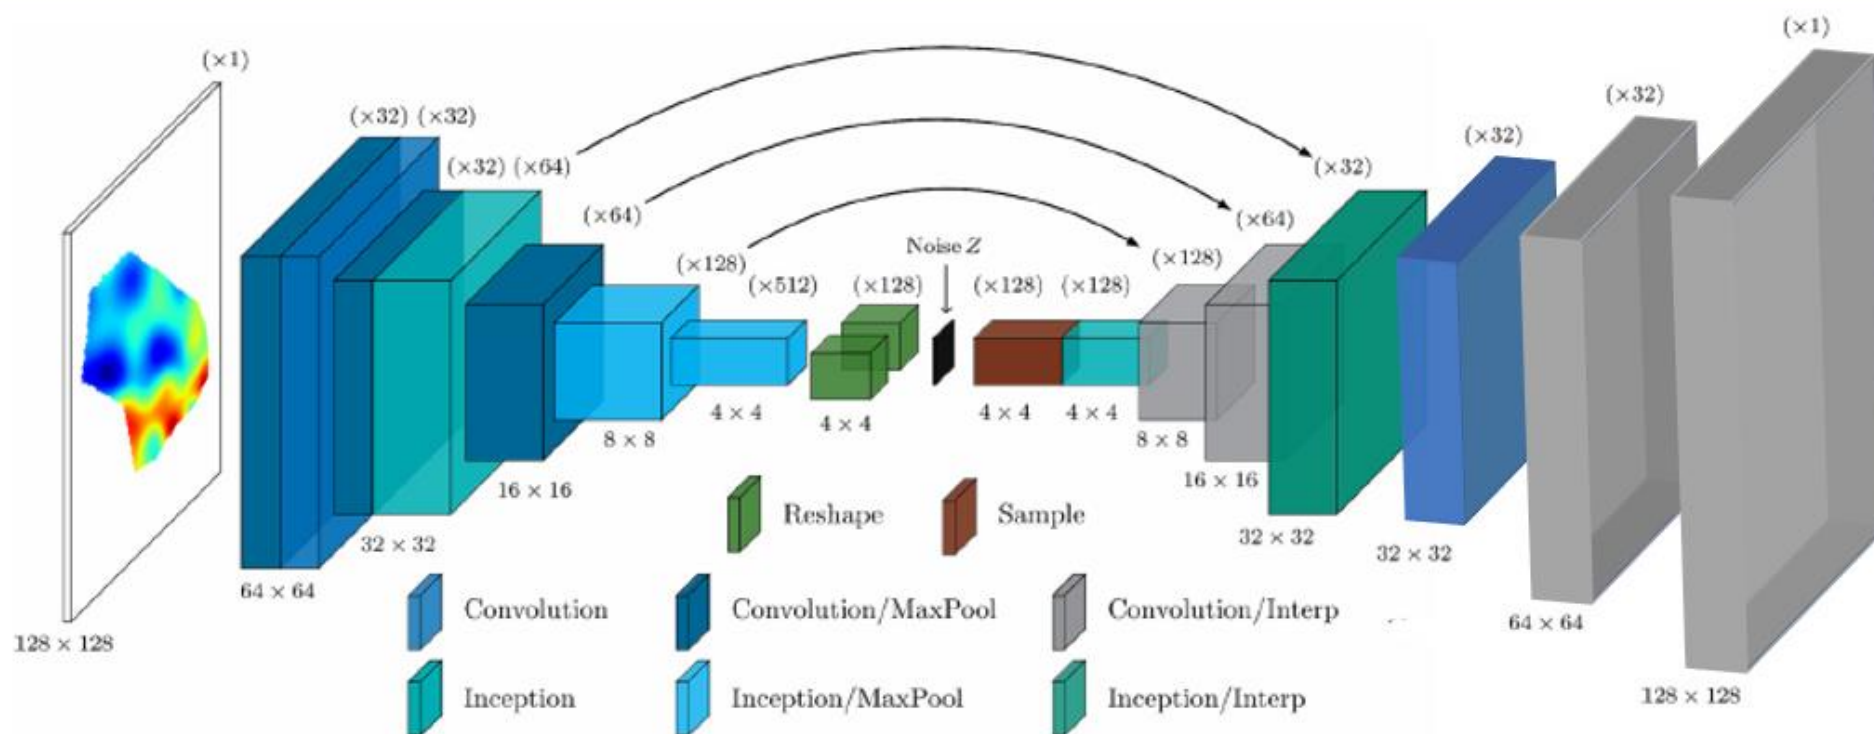 (×1)
(×32) (×32)
(×32) (×64)
(×64)
(×128)
(×512)
(×128)
Noise Z
(×128)
(×128)
(×128)
(×64)
(×32)
(×32)
(×32)
(×1)
128 × 128
64 × 64
32 × 32
16 × 16
8 × 8
4 × 4
4 × 4
4 × 4
4 × 4
8 × 8
16 × 16
32 × 32
32 × 32
64 × 64
128 × 128
Reshape
Sample
Convolution
Convolution/MaxPool
Convolution/Interp
Inception
Inception/MaxPool
Inception/Interp